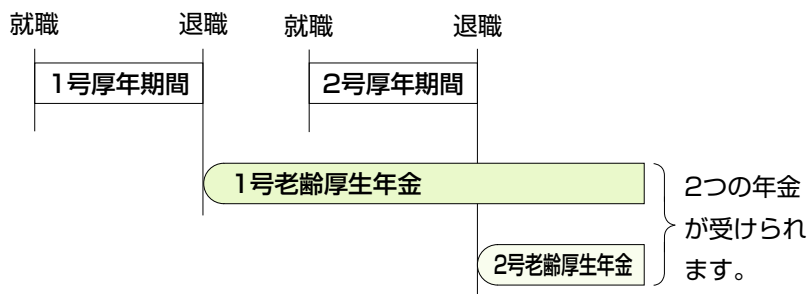 就職 退職 就職 退職
1号厚年期間 2号厚年期間
1号老齢厚生年金
2号老齢厚生年金
2つの年金
が受けられ
ます。